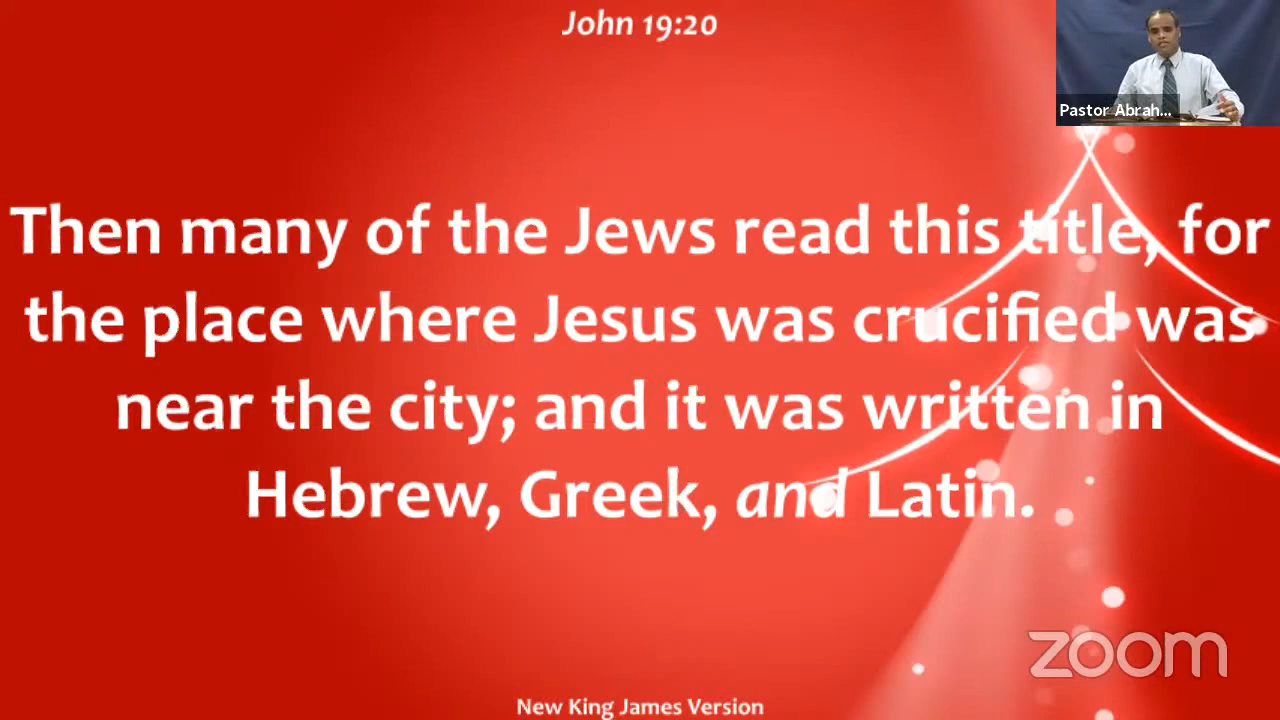 John 19:20
Pastor Abrah...
Then many of the Jews read this title, for
the place where Jesus was crucified was
near the city; and it was written in
Hebrew, Greek, and Latin.
zoom
New King James Version